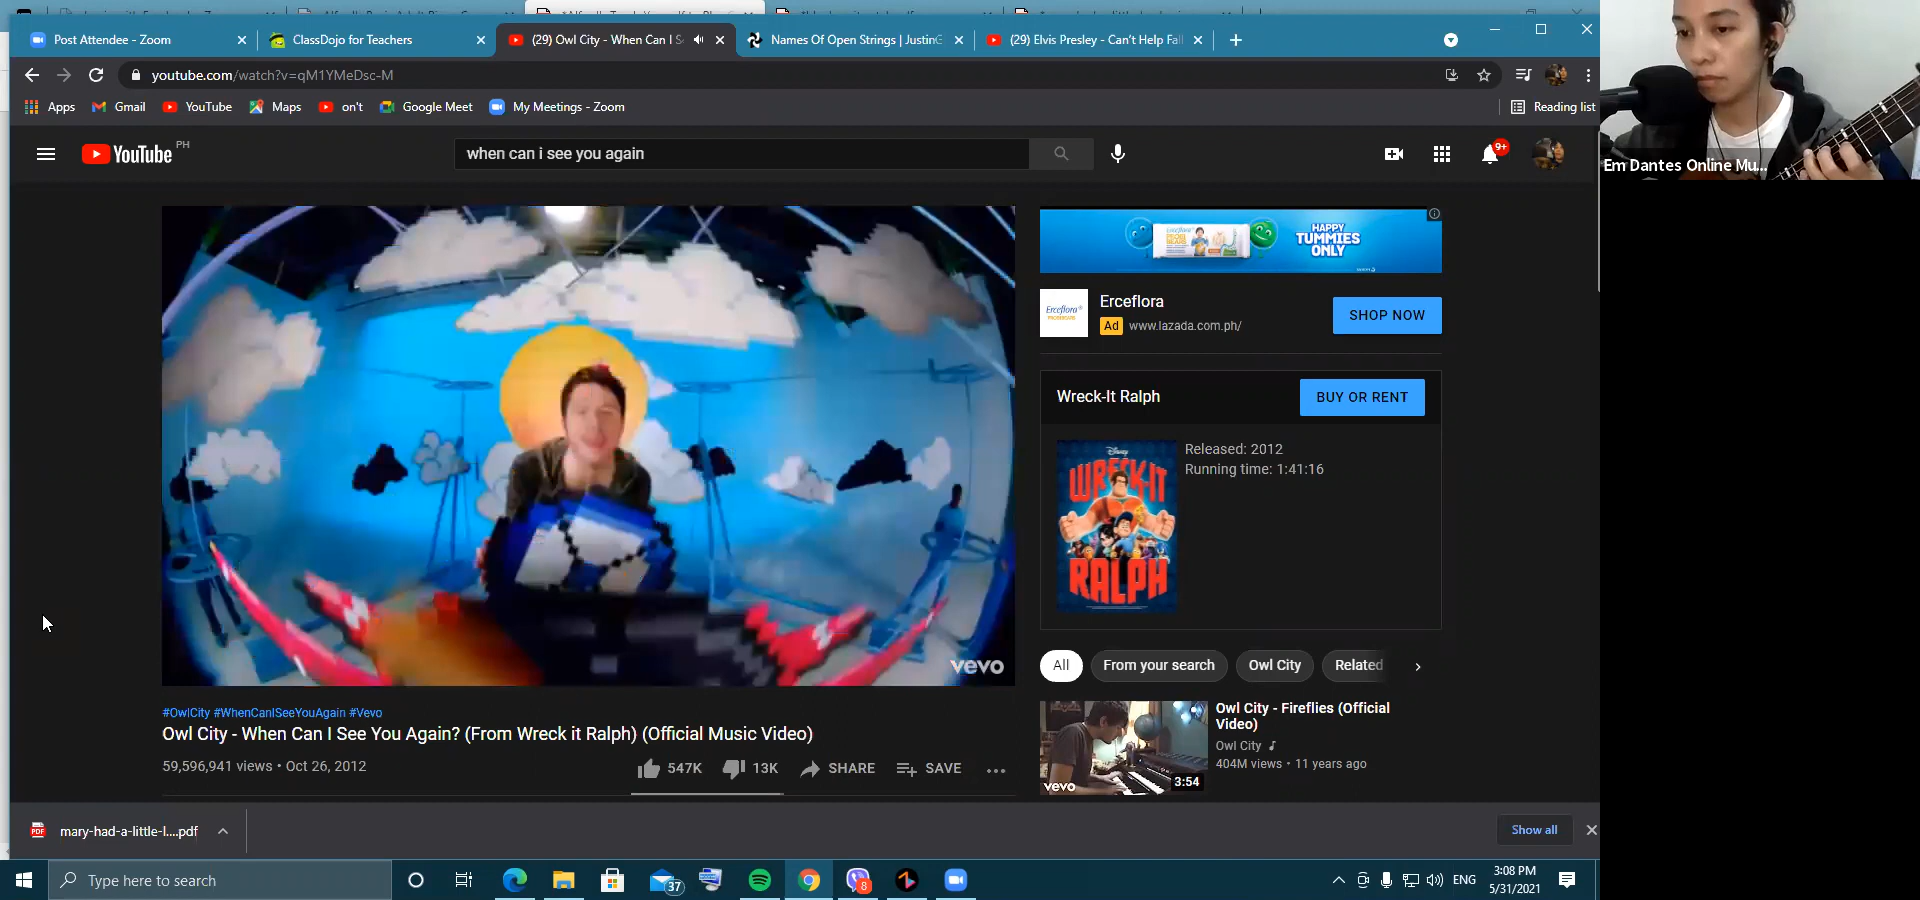 Post Attendee - Zoom
ClassDojo for Teachers
(29) Owl City - When Can I S
Names Of Open Strings | JustinG
(29) Elvis Presley - Can't Help Fal
youtube.com/watch?v=qM1YMeDsc-M
Apps
Gmail
YouTube
Maps
on't
Google Meet
My Meetings - Zoom
Reading list
Em Dantes Online Mu...
YouTube PH
when can i see you again
9+
HAPPY
TUMMIES
ONLY
Erceflora
Erceflora
Ad www.lazada.com.ph/
SHOP NOW
Wreck-It Ralph
BUY OR RENT
Released: 2012
Running time: 1:41:16
Disney
WRECK-IT
RALPH
vevo
All
From your search
Owl City
Related
#OwlCity #WhenCanISeeYouAgain #Vevo
Owl City - When Can I See You Again? (From Wreck it Ralph) (Official Music Video)
59,596,941 views • Oct 26, 2012
547K
13K
SHARE
SAVE
Owl City - Fireflies (Official
Video)
Owl City
404M views • 11 years ago
vevo
3:54
PDF
mary-had-a-little-l....pdf
Show all
Type here to search
37
8
ENG
3:08 PM
5/31/2021